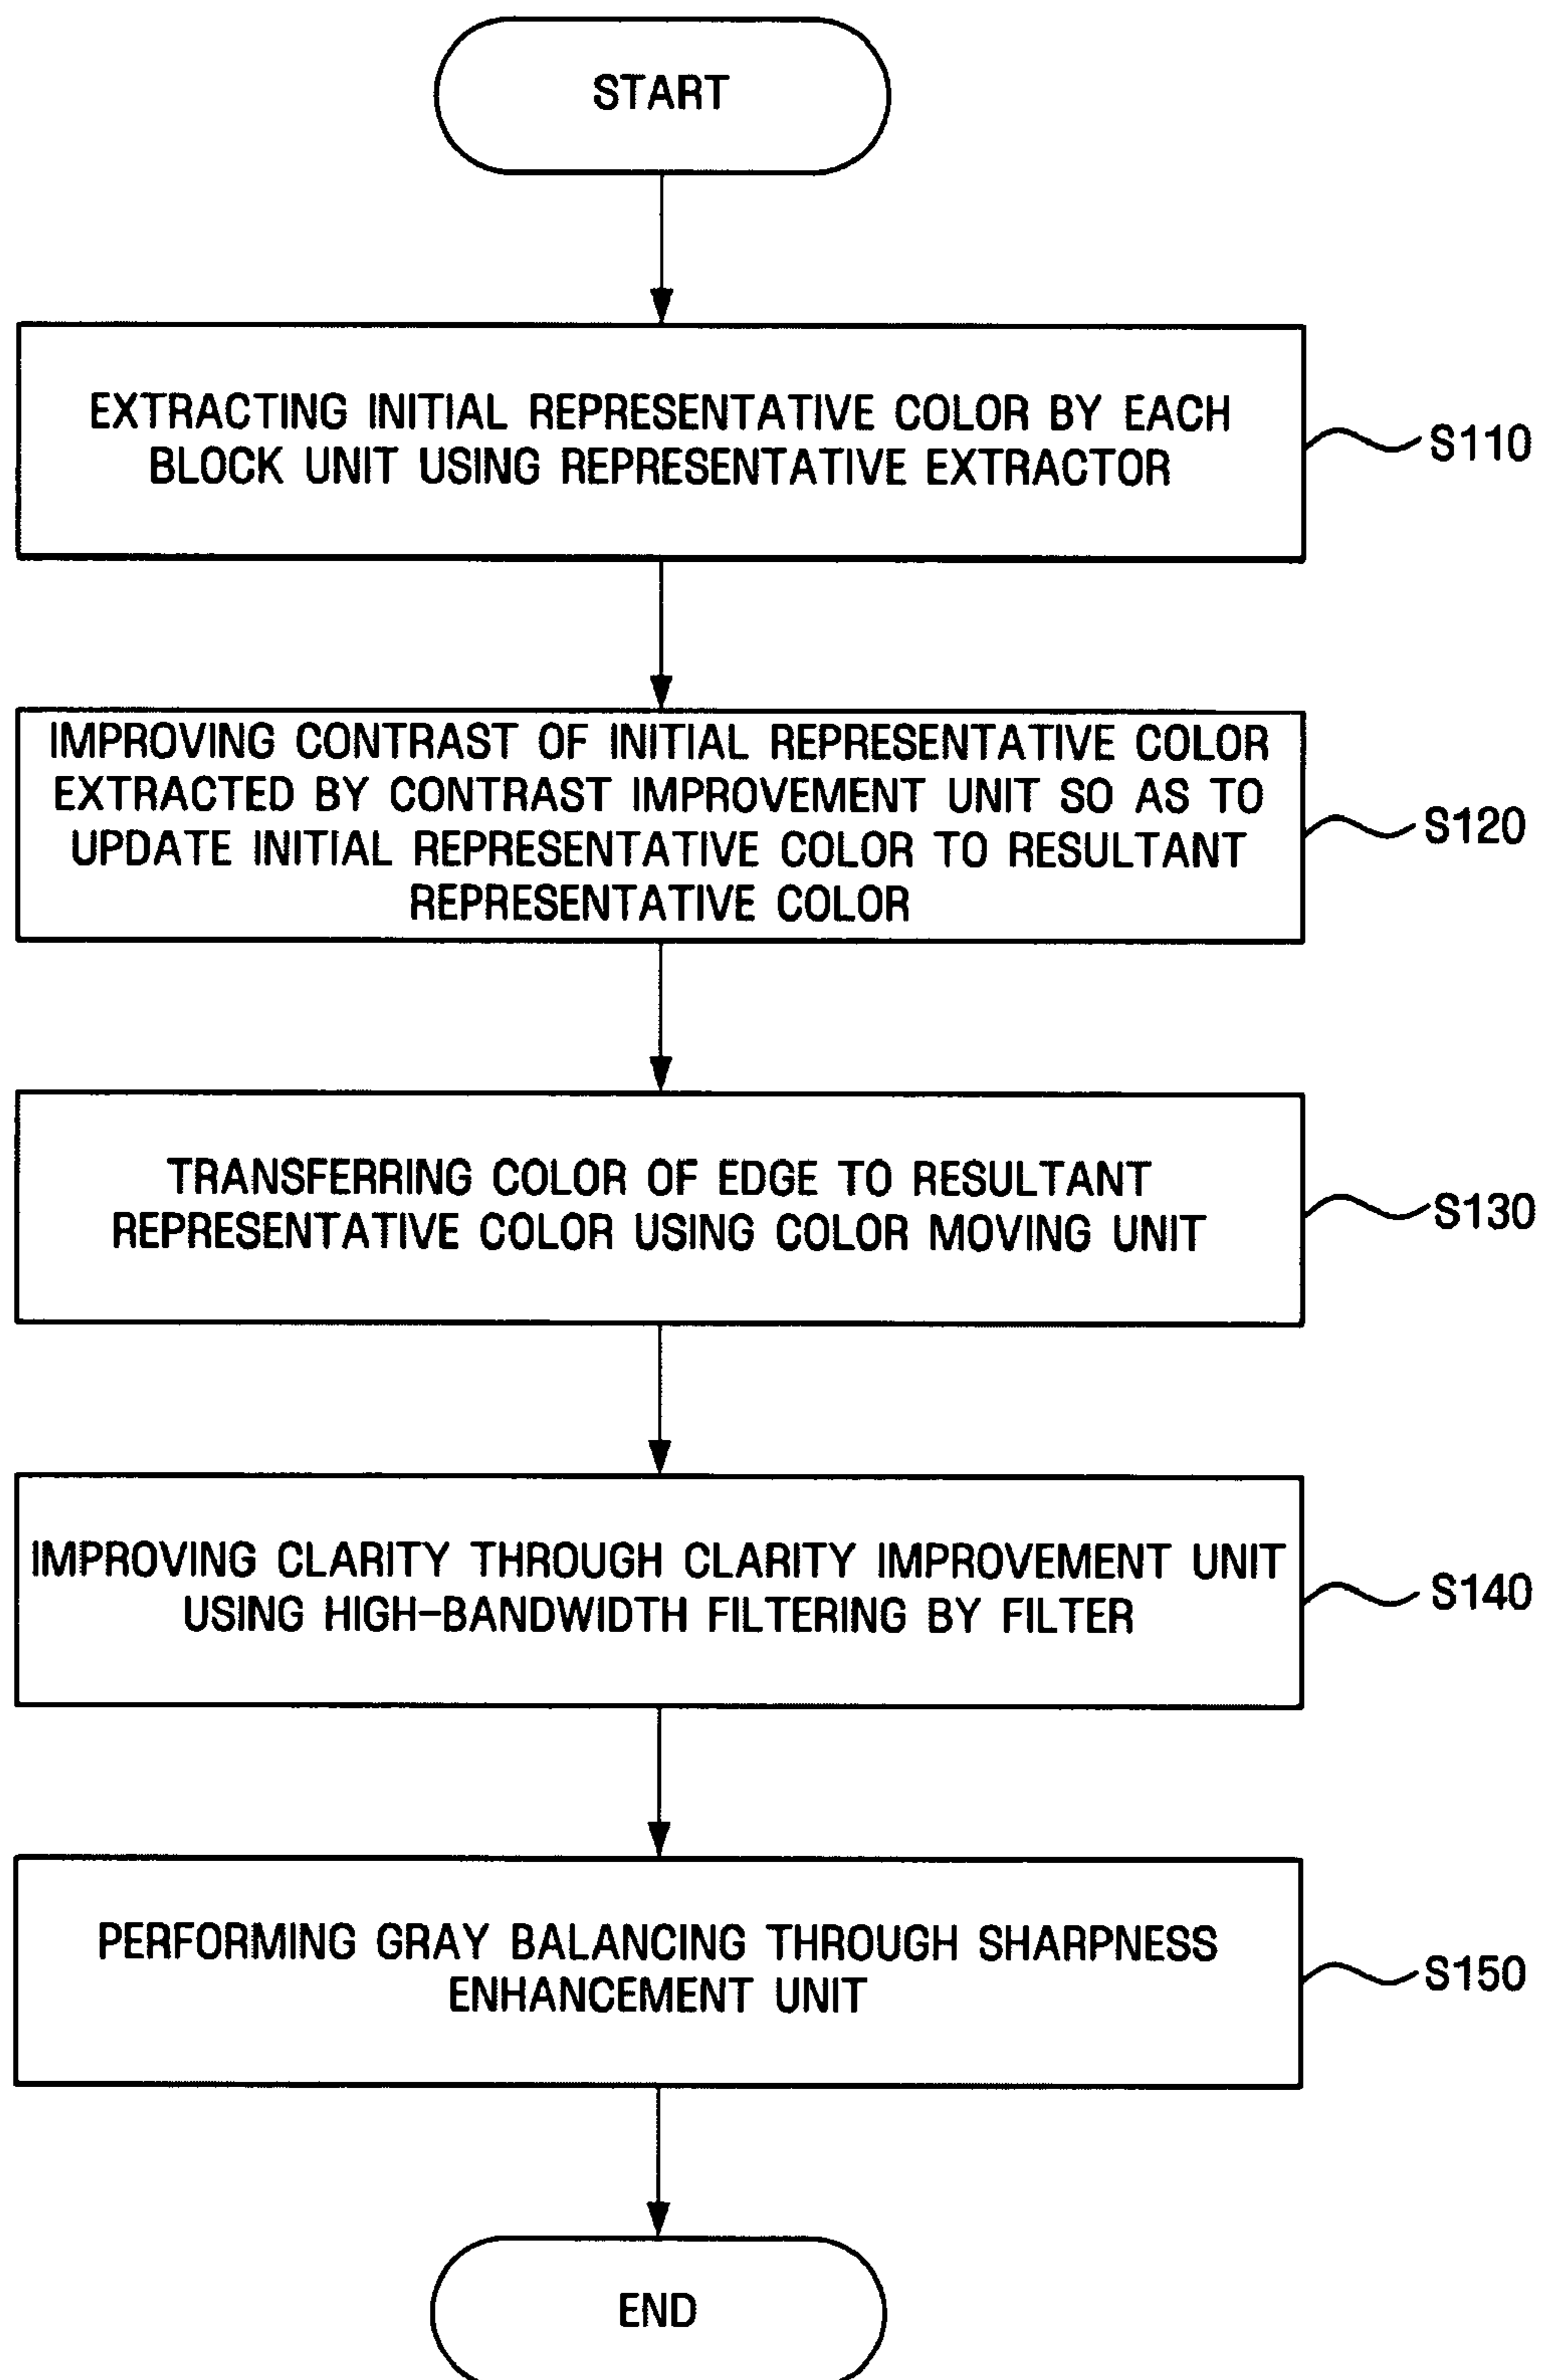 START
EXTRACTING INITIAL REPRESENTATIVE COLOR BY EACH
BLOCK UNIT USING REPRESENTATIVE EXTRACTOR
S110
IMPROVING CONTRAST OF INITIAL REPRESENTATIVE COLOR
EXTRACTED BY CONTRAST IMPROVEMENT UNIT SO AS TO
UPDATE INITIAL REPRESENTATIVE COLOR TO RESULTANT
REPRESENTATIVE COLOR
S120
TRANSFERRING COLOR OF EDGE TO RESULTANT
REPRESENTATIVE COLOR USING COLOR MOVING UNIT
S130
IMPROVING CLARITY THROUGH CLARITY IMPROVEMENT UNIT
USING HIGH-BANDWIDTH FILTERING BY FILTER
S140
PERFORMING GRAY BALANCING THROUGH SHARPNESS
ENHANCEMENT UNIT
S150
END